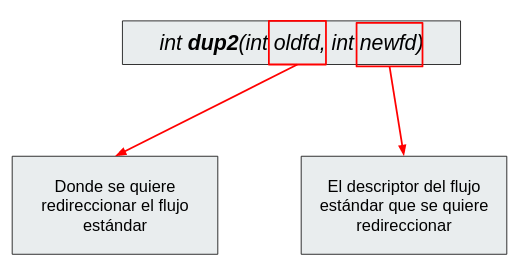 int dup2(int oldfd, int newfd)
Donde se quiere
redireccionar el flujo
estándar
El descriptor del flujo
estándar que se quiere
redireccionar